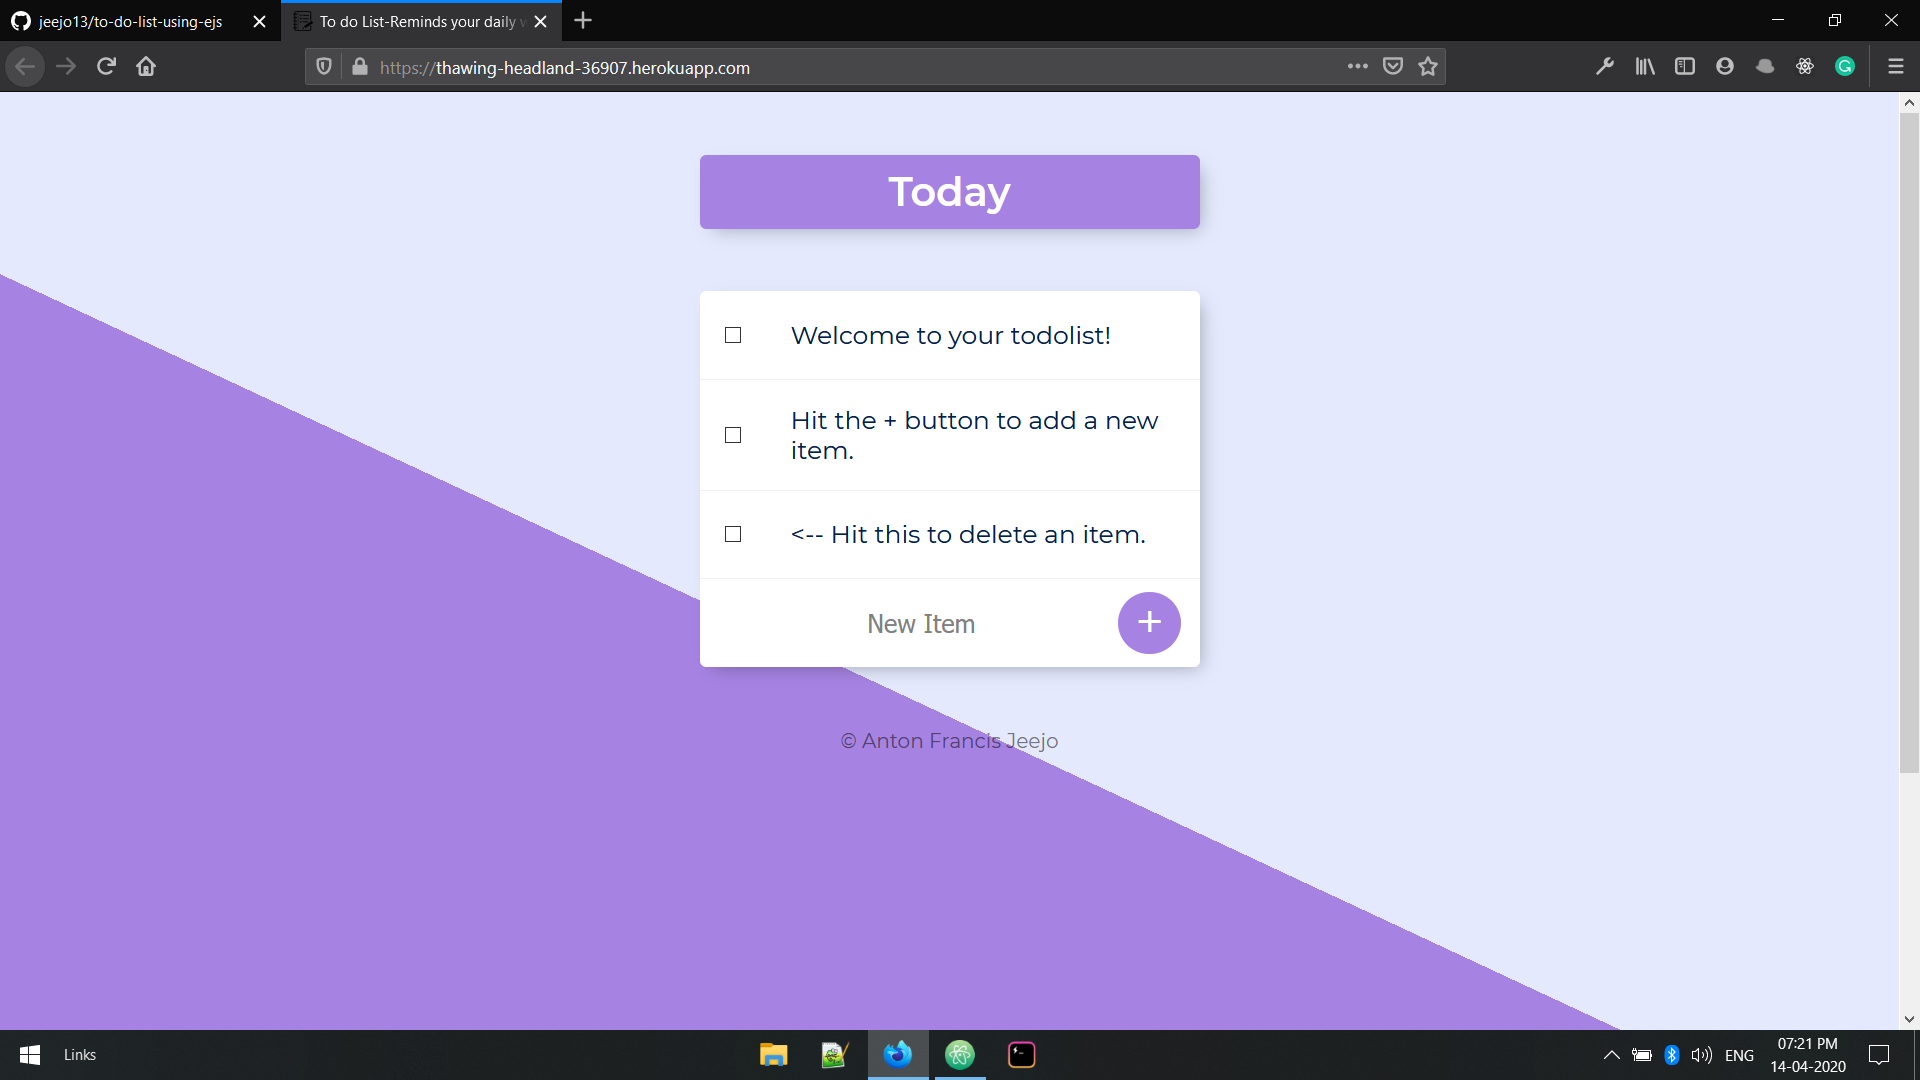 jeejo13/to-do-list-using-ejs
To do List-Reminds your daily
https://thawing-headland-36907.herokuapp.com
Today
Welcome to your todolist!
Hit the + button to add a new
item.
<-- Hit this to delete an item.
New Item
+
© Anton Francis Jeejo
Links
ENG
07:21 PM
14-04-2020